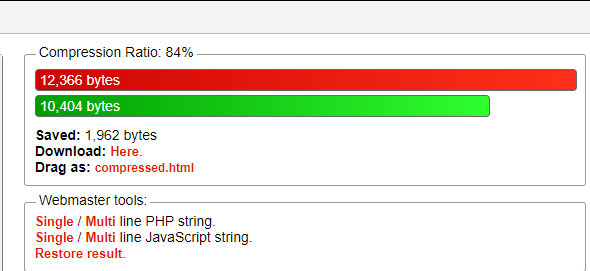 Compression Ratio: 84%
12,366 bytes
10,404 bytes
Saved: 1,962 bytes
Download: Here.
Drag as: compressed.html
Webmaster tools:
Single / Multi line PHP string.
Single / Multi line JavaScript string.
Restore result.